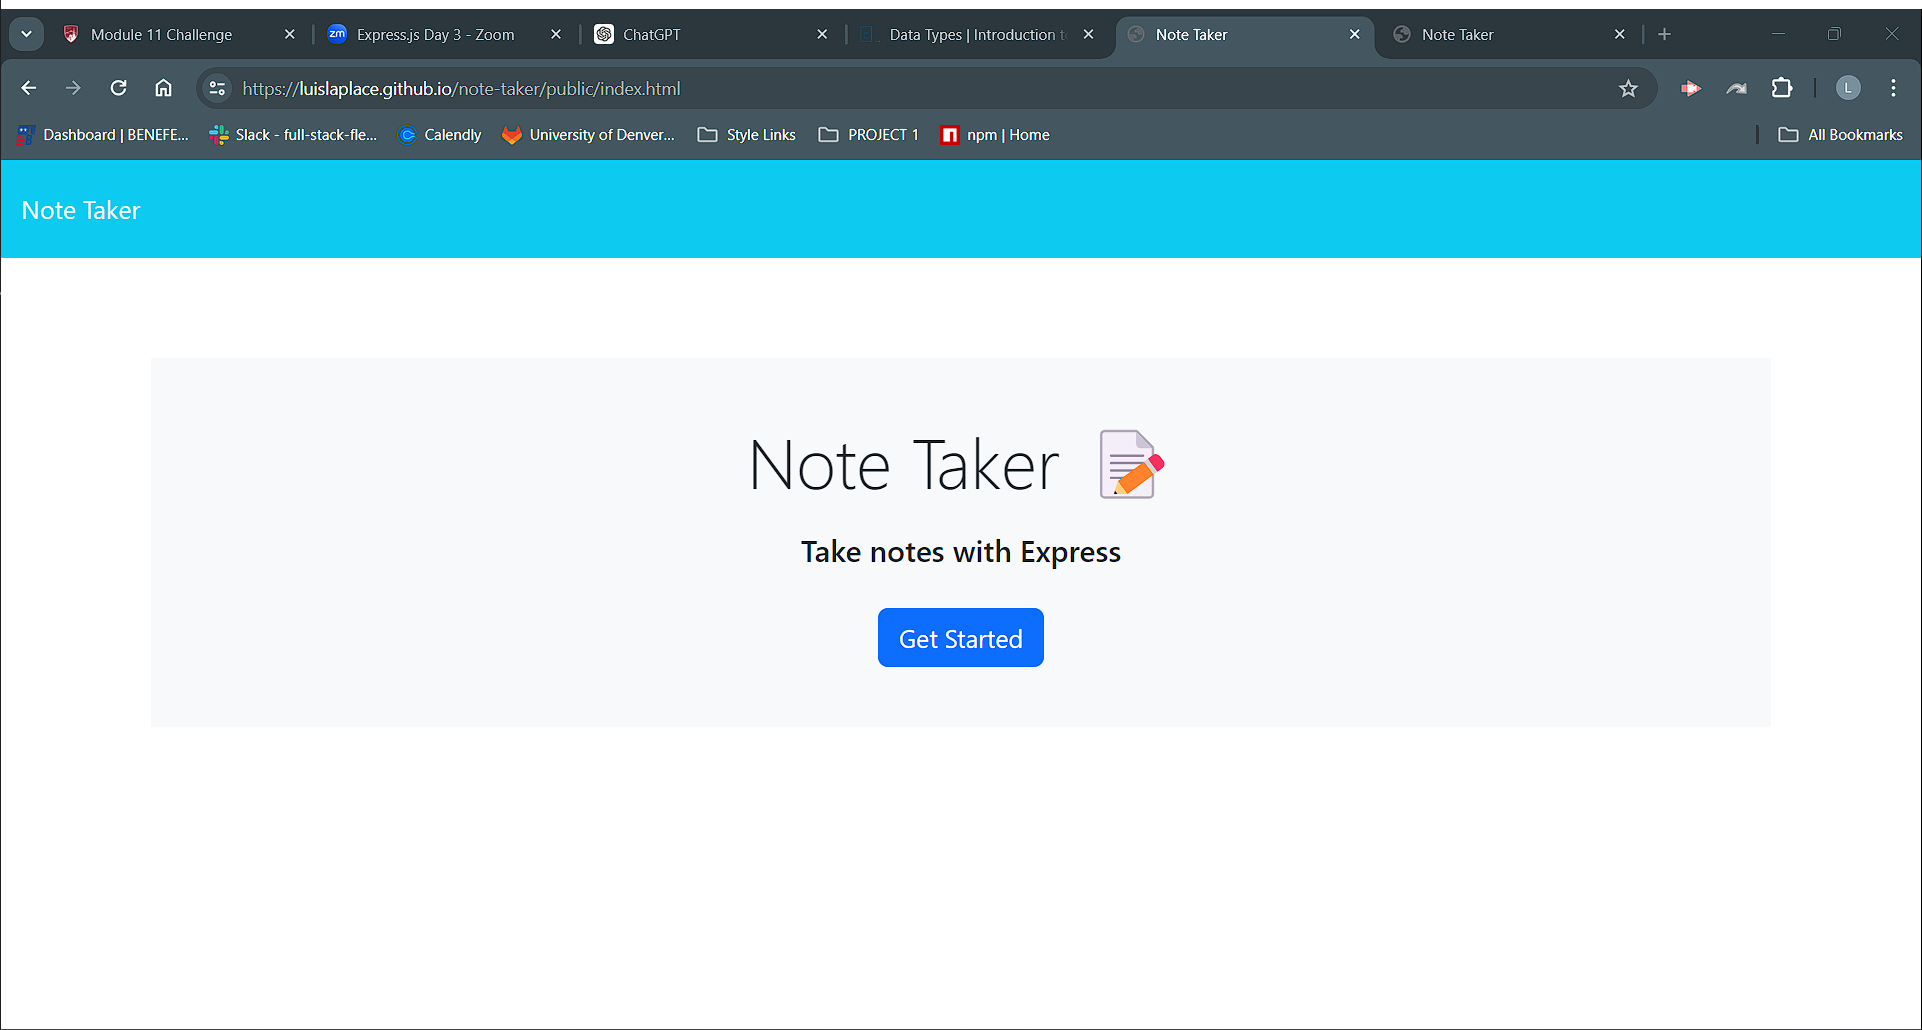 Module 11 Challenge
Express.js Day 3 - Zoom
ChatGPT
Data Types | Introduction
Note Taker
Note Taker
https://luislaplace.github.io/note-taker/public/index.html
L
Dashboard | BENEFE...
Slack - full-stack-fle...
Calendly
University of Denver...
Style Links
PROJECT 1
npm | Home
All Bookmarks
Note Taker
Note Taker
Take notes with Express
Get Started